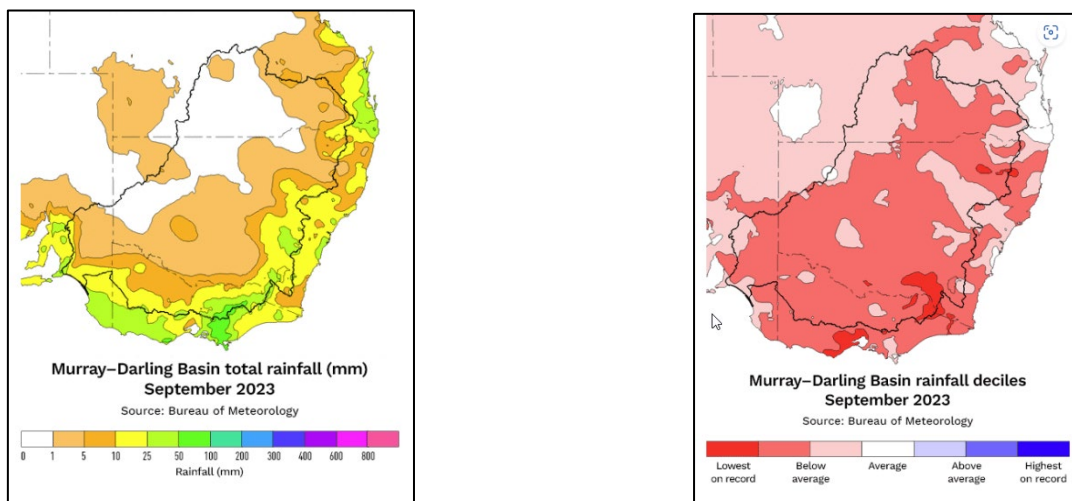 Murray–Darling Basin total rainfall (mm)
September 2023
Source: Bureau of Meteorology
0 1 5 10 25 50 100 200 300 400 600 800
Rainfall (mm)
Murray–Darling Basin rainfall deciles
September 2023
Source: Bureau of Meteorology
Lowest on record
Below average
Average
Above average
Highest on record